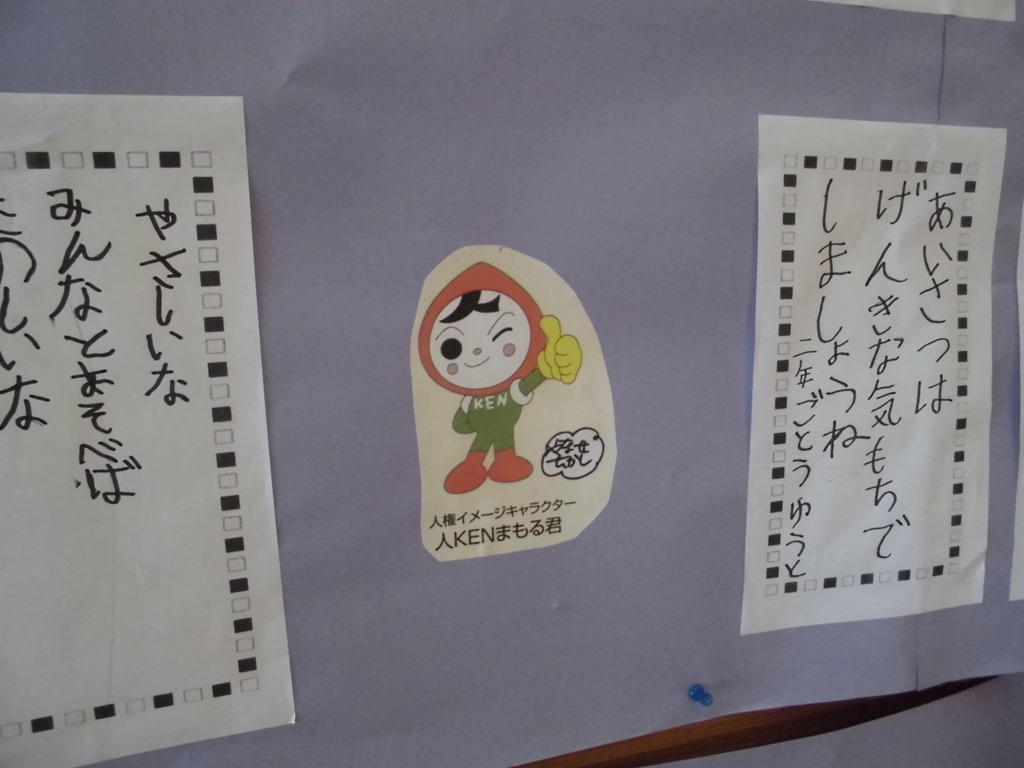 あいさつは
げんきな気もちで
しましょうね
二年ごとうゆうと
KEN
人権イメージキャラクター
人KENまもる君
やさしいな
みんなとあそべば
たのしいな